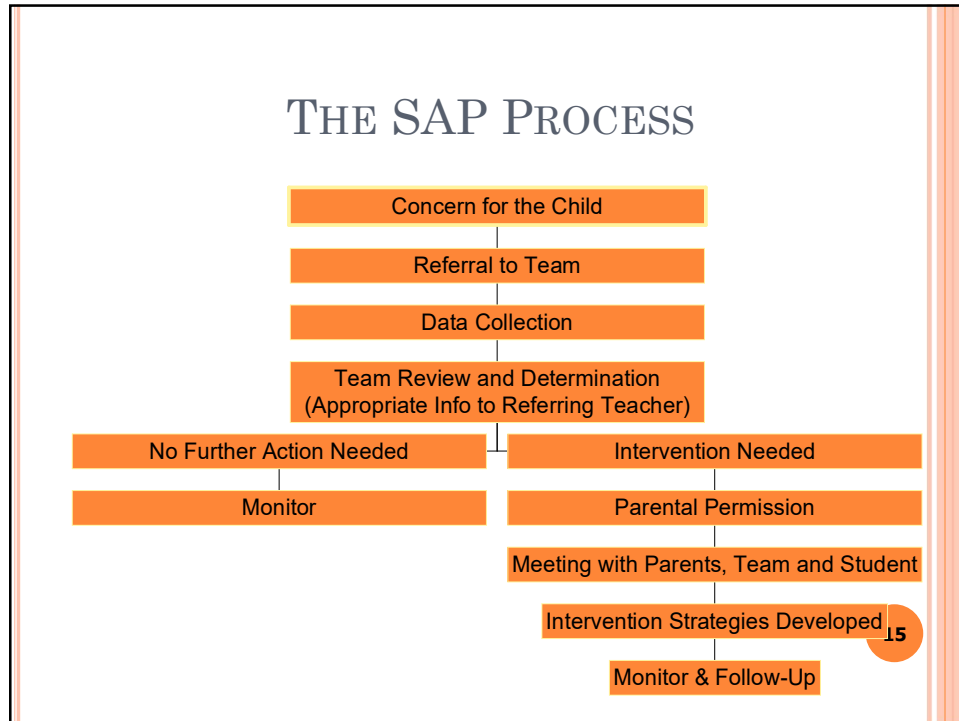 THE SAP PROCESS
Concern for the Child
Referral to Team
Data Collection
Team Review and Determination
(Appropriate Info to Referring Teacher)
No Further Action Needed
Monitor
Intervention Needed
Parental Permission
Meeting with Parents, Team and Student
Intervention Strategies Developed
Monitor & Follow-Up
15